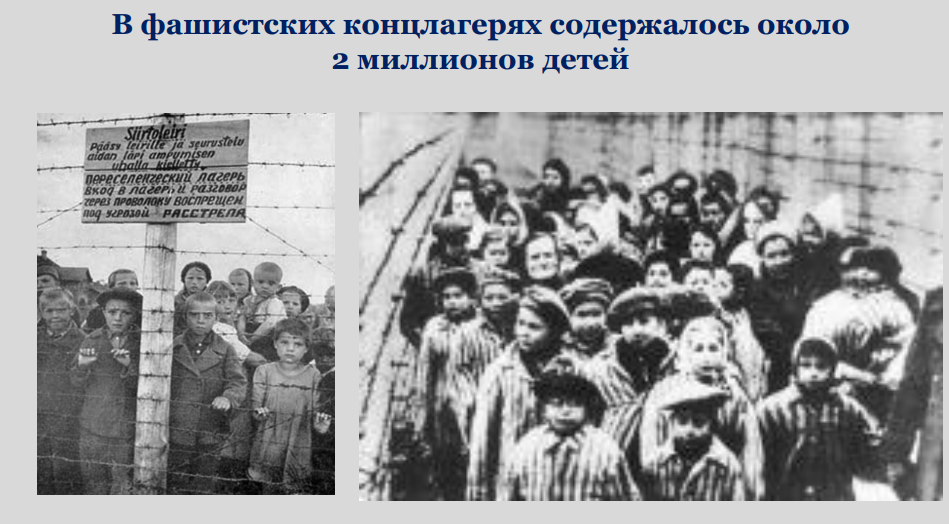 В фашистских концлагерях содержалось около
2 миллионов детей
Siirtoleiri
Pääsy leirille ja seurustelu
aidan läpi ampumisen
uhalla kielletty.
ПЕРЕСЕЛЕНЧЕСКИЙ ЛАГЕРЬ
ВХОД В ЛАГЕРЬ И РАЗГОВОР
ЧЕРЕЗ ПРОВОЛОКУ ВОСПРЕЩЕН
ПОД УГРОЗОЙ РАССТРЕЛА